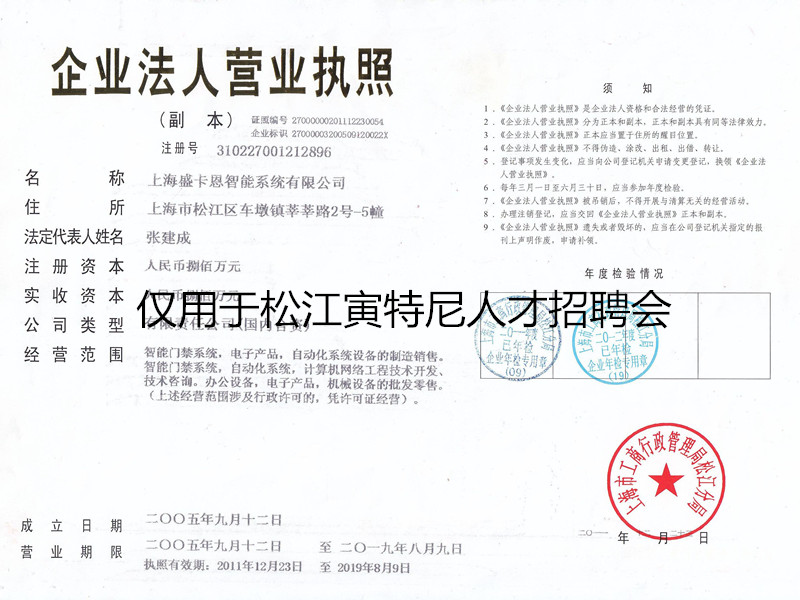 企业法人营业执照
（副 本）
证照编号 27000000201112230054
企业标识 27000003200509120022X
注册号 310227001212896
名 称 上海盛卡恩智能系统有限公司
住 所 上海市松江区车墩镇莘莘路2号-5幢
法定代表人姓名 张建成
注册资本 人民币捌佰万元
实收资本 人民币捌佰万元
仅用于松江寅特尼人才招聘会
公司类型 有限责任公司(国内合资)
经营范围 智能门禁系统，电子产品，自动化系统设备的制造销售。
智能门禁系统，自动化系统，计算机网络工程技术开发、
技术咨询。办公设备，电子产品，机械设备的批发零售。
（上述经营范围涉及行政许可的，凭许可证经营）。
成立日期 二〇〇五年九月十二日
营业期限 二〇〇五年九月十二日 至 二〇一九年八月九日
执照有效期：2011年12月23日 至 2019年8月9日
须 知
1．《企业法人营业执照》是企业法人资格和合法经营的凭证。
2．《企业法人营业执照》分为正本和副本，正本和副本具有同等法律效力。
3．《企业法人营业执照》正本应当置于住所的醒目位置。
4．《企业法人营业执照》不得伪造、涂改、出租、出借、转让。
5．登记事项发生变化，应当向公司登记机关申请变更登记，换领《企业法
人营业执照》。
6．每年三月一日至六月三十日，应当参加年度检验。
7．《企业法人营业执照》被吊销后，不得开展与清算无关的经营活动。
8．办理注销登记，应当交回《企业法人营业执照》正本和副本。
9．《企业法人营业执照》遗失或者毁坏的，应当在公司登记机关指定的报
刊上声明作废，申请补领。
年度检验情况
二〇一一年度
已年检
企业年检专用章
(09)
二〇一二年度
已年检
企业年检专用章
(19)
上海市工商行政管理局松江分局
年 月 日